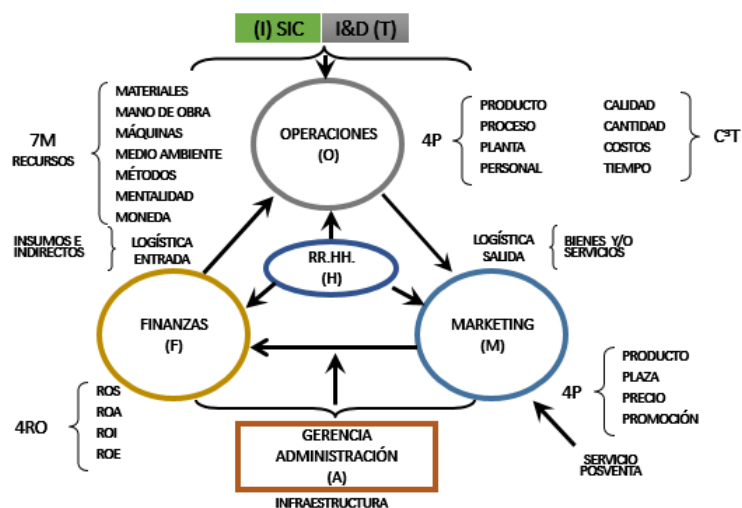 (I) SIC
I&D (T)
7M
RECURSOS
MATERIALES
MANO DE OBRA
MÁQUINAS
MEDIO AMBIENTE
MÉTODOS
MENTALIDAD
MONEDA
OPERACIONES
(O)
4P
PRODUCTO
PROCESO
PLANTA
PERSONAL
CALIDAD
CANTIDAD
COSTOS
TIEMPO
C³T
INSUMOS E
INDIRECTOS
LOGÍSTICA
ENTRADA
RR.HH.
(H)
LOGÍSTICA
SALIDA
BIENES Y/O
SERVICIOS
FINANZAS
(F)
MARKETING
(M)
4RO
ROS
ROA
ROI
ROE
4P
PRODUCTO
PLAZA
PRECIO
PROMOCIÓN
GERENCIA
ADMINISTRACIÓN
(A)
INFRAESTRUCTURA
SERVICIO
POSVENTA